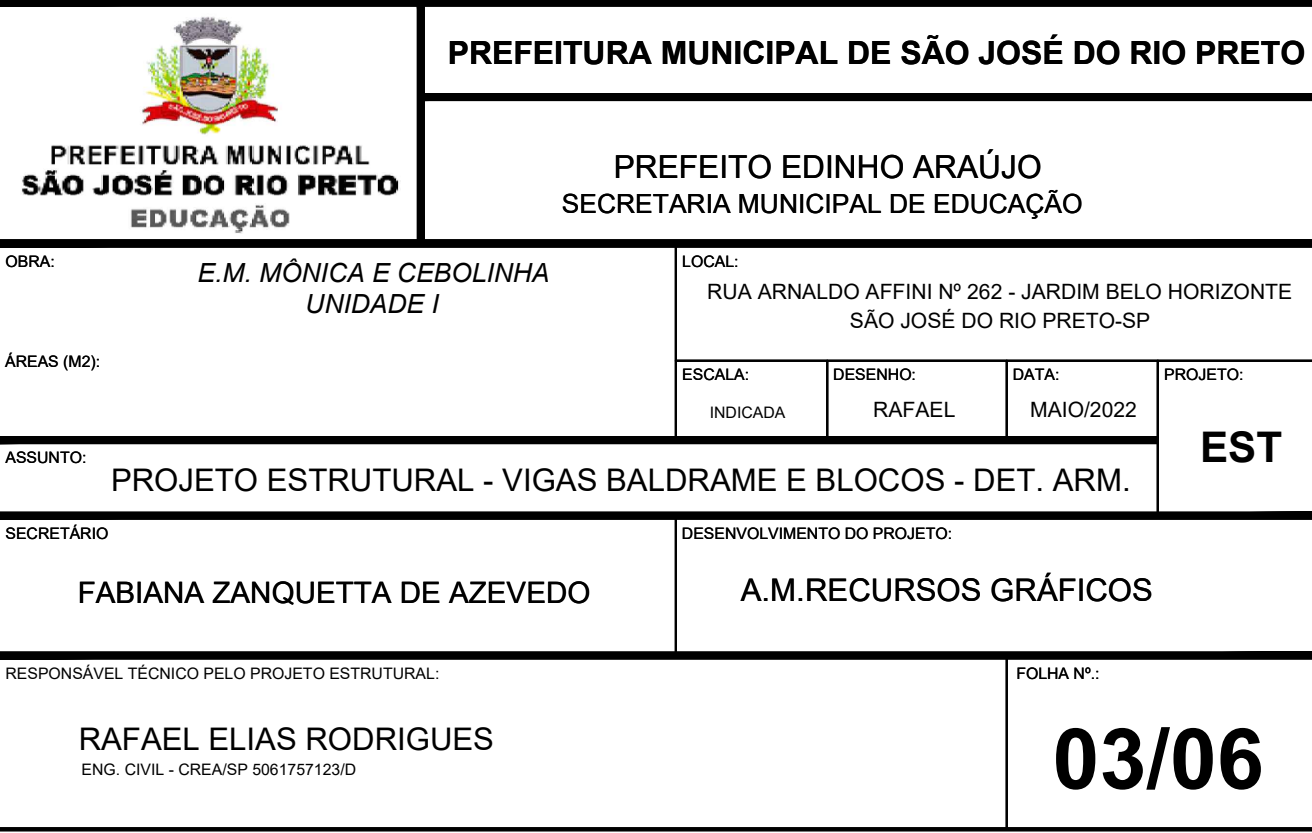 PREFEITURA MUNICIPAL
SÃO JOSÉ DO RIO PRETO
EDUCAÇÃO
PREFEITURA MUNICIPAL DE SÃO JOSÉ DO RIO PRETO
PREFEITO EDINHO ARAÚJO
SECRETARIA MUNICIPAL DE EDUCAÇÃO
OBRA:
E.M. MÔNICA E CEBOLINHA
UNIDADE I
ÁREAS (M2):
LOCAL:
RUA ARNALDO AFFINI Nº 262 - JARDIM BELO HORIZONTE
SÃO JOSÉ DO RIO PRETO-SP
ESCALA:
INDICADA
DESENHO:
RAFAEL
DATA:
MAIO/2022
PROJETO:
EST
ASSUNTO:
PROJETO ESTRUTURAL - VIGAS BALDRAME E BLOCOS - DET. ARM.
SECRETÁRIO
FABIANA ZANQUETTA DE AZEVEDO
DESENVOLVIMENTO DO PROJETO:
A.M.RECURSOS GRÁFICOS
RESPONSÁVEL TÉCNICO PELO PROJETO ESTRUTURAL:
RAFAEL ELIAS RODRIGUES
ENG. CIVIL - CREA/SP 5061757123/D
FOLHA Nº.:
03/06